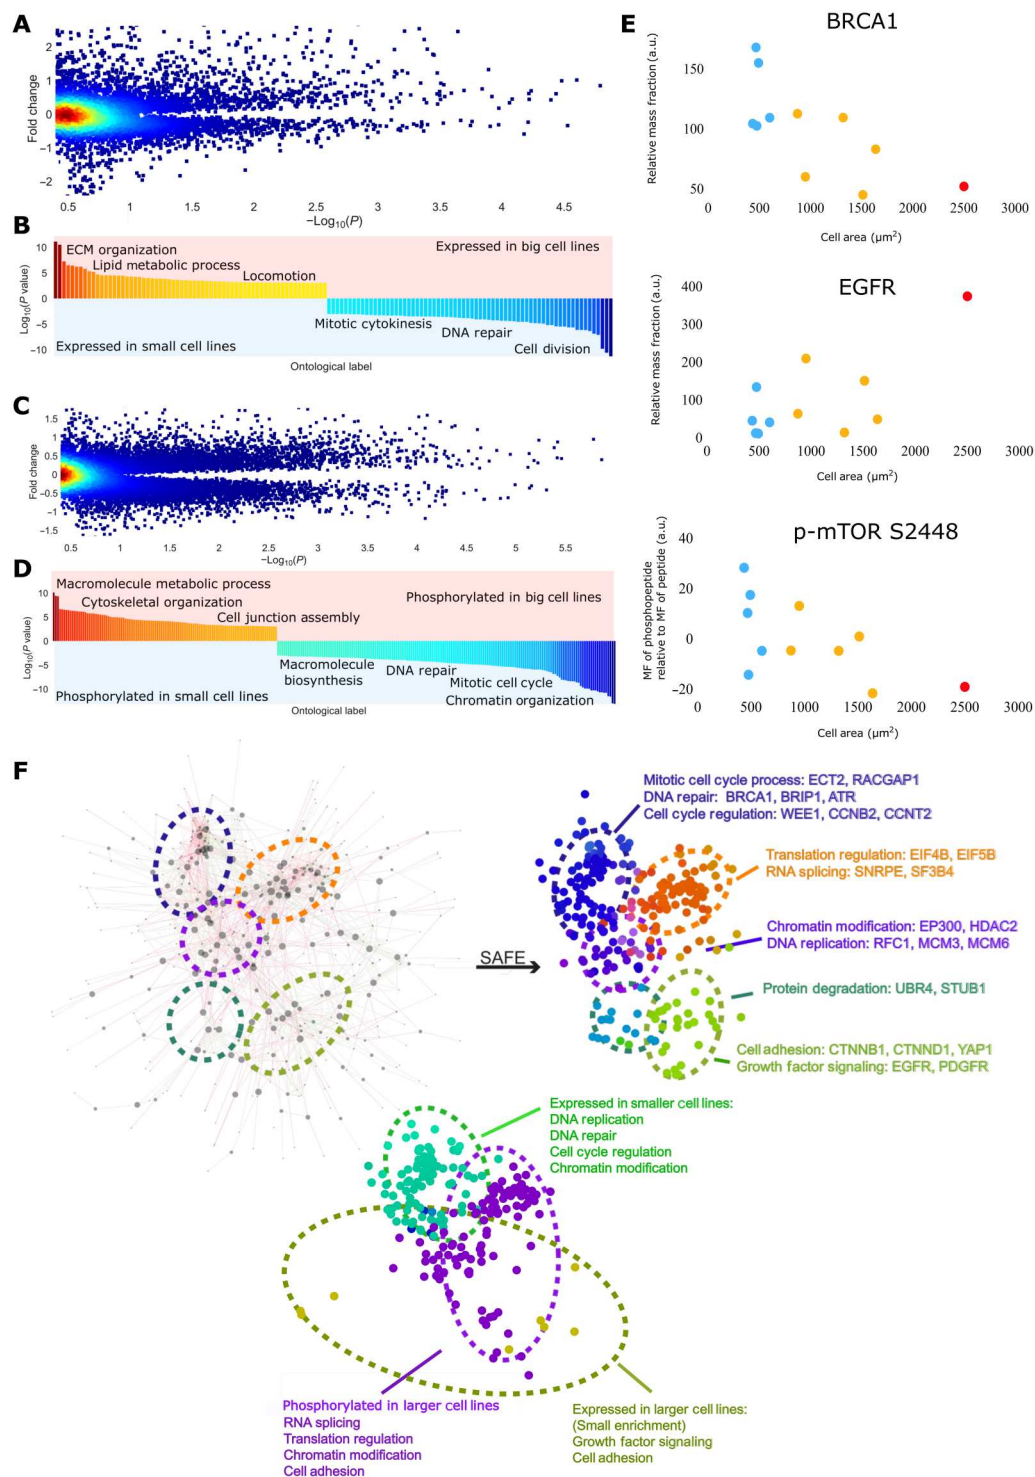 A
Fold change
2
1
0
−1
−2
0.5
1
1.5
2
2.5
3
3.5
4
4.5
−Log10(P)
B
Log10(P value)
10
5
0
−5
−10
ECM organization
Lipid metabolic process
Locomotion
Expressed in big cell lines
Mitotic cytokinesis
DNA repair
Cell division
Expressed in small cell lines
Ontological label
C
Fold change
1.5
1
0.5
0
−0.5
−1
−1.5
0.5
1
1.5
2
2.5
3
3.5
4
4.5
5
5.5
−Log10(P)
D
Log10(P value)
10
5
0
−5
−10
Macromolecule metabolic process
Cytoskeletal organization
Cell junction assembly
Phosphorylated in big cell lines
Macromolecule
biosynthesis
DNA repair
Mitotic cell cycle
Chromatin organization
Phosphorylated in small cell lines
Ontological label
E
BRCA1
Relative mass fraction (a.u.)
150
100
50
0
500
1000
1500
2000
2500
3000
Cell area (μm²)
EGFR
Relative mass fraction (a.u.)
400
300
200
100
0
0
500
1000
1500
2000
2500
3000
Cell area (μm²)
p-mTOR S2448
MF of phosphopeptide
relative to MF of peptide (a.u.)
40
20
0
−20
0
500
1000
1500
2000
2500
3000
Cell area (μm²)
F
SAFE
Mitotic cell cycle process: ECT2, RACGAP1
DNA repair: BRCA1, BRIP1, ATR
Cell cycle regulation: WEE1, CCNB2, CCNT2
Translation regulation: EIF4B, EIF5B
RNA splicing: SNRPE, SF3B4
Chromatin modification: EP300, HDAC2
DNA replication: RFC1, MCM3, MCM6
Protein degradation: UBR4, STUB1
Cell adhesion: CTNNB1, CTNND1, YAP1
Growth factor signaling: EGFR, PDGFR
Expressed in smaller cell lines:
DNA replication
DNA repair
Cell cycle regulation
Chromatin modification
Phosphorylated in larger cell lines
RNA splicing
Translation regulation
Chromatin modification
Cell adhesion
Expressed in larger cell lines:
(Small enrichment)
Growth factor signaling
Cell adhesion